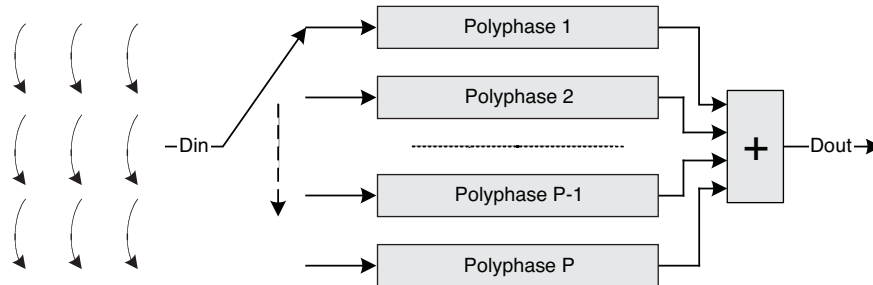 Polyphase 1
Polyphase 2
Din
+
Dout
Polyphase P-1
Polyphase P